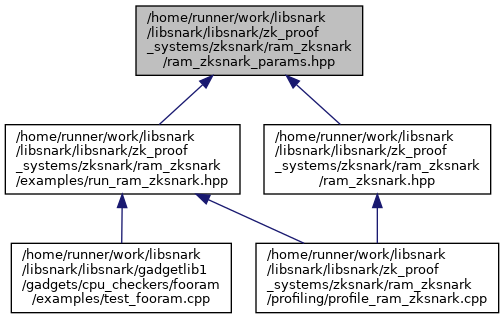 /home/runner/work/libsnark
/libsnark/libsnark/zk_proof
_systems/zksnark/ram_zksnark
/ram_zksnark_params.hpp
/home/runner/work/libsnark
/libsnark/libsnark/zk_proof
_systems/zksnark/ram_zksnark
/examples/run_ram_zksnark.hpp
/home/runner/work/libsnark
/libsnark/libsnark/zk_proof
_systems/zksnark/ram_zksnark
/ram_zksnark.hpp
/home/runner/work/libsnark
/libsnark/libsnark/gadgetlib1
/gadgets/cpu_checkers/fooram
/examples/test_fooram.cpp
/home/runner/work/libsnark
/libsnark/libsnark/zk_proof
_systems/zksnark/ram_zksnark
/profiling/profile_ram_zksnark.cpp